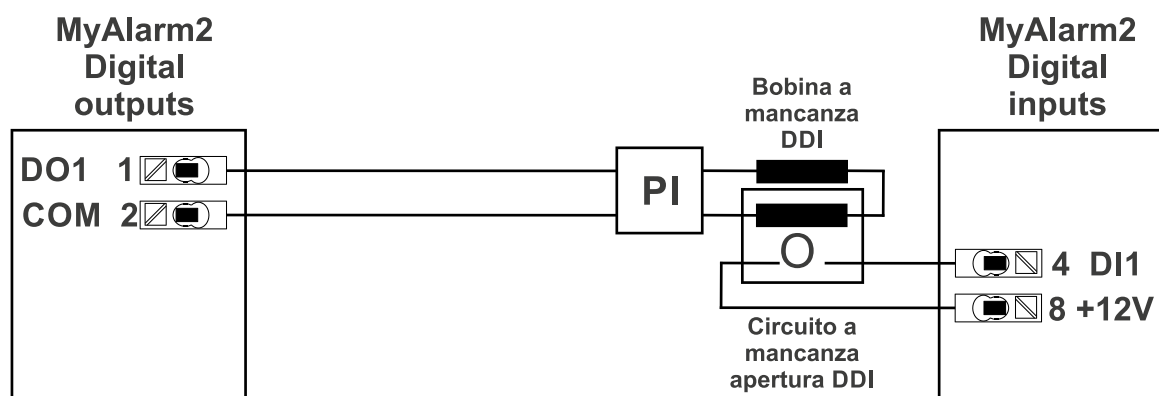 MyAlarm2
Digital
outputs
DO1 1
COM 2
PI
Bobina a
mancanza
DDI
O
Circuito a
mancanza
apertura DDI
MyAlarm2
Digital
inputs
4 DI1
8 +12V